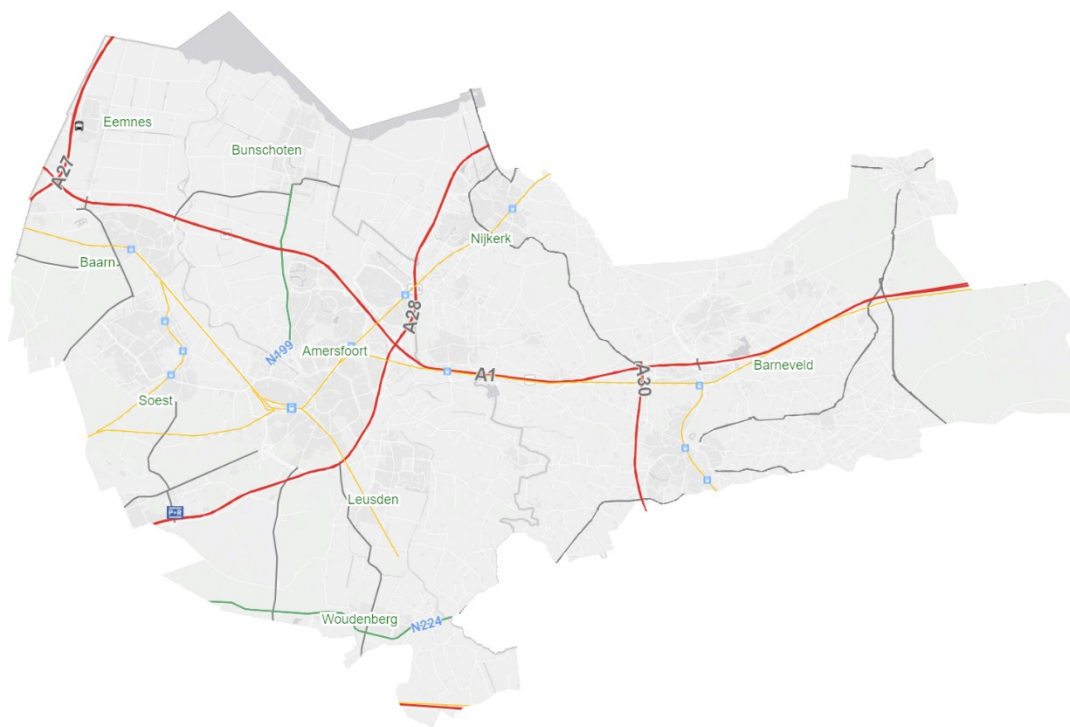 Eemnes
Bunschoten
A27
Nijkerk
Baarn
A28
N199
Amersfoort
A1
A30
Barneveld
Soest
Leusden
Woudenberg
N224